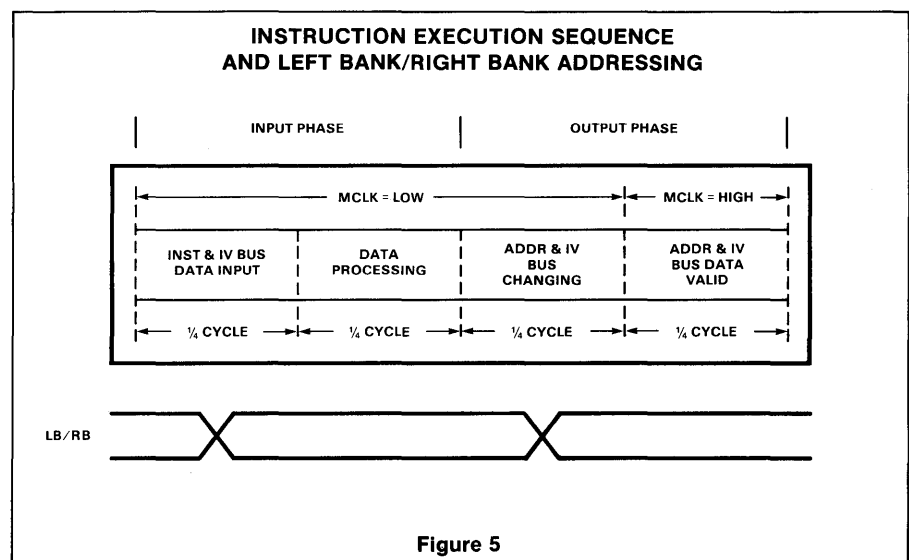 INSTRUCTION EXECUTION SEQUENCE
AND LEFT BANK/RIGHT BANK ADDRESSING
INPUT PHASE
OUTPUT PHASE
MCLK = LOW
MCLK = HIGH
INST & IV BUS
DATA INPUT
DATA
PROCESSING
ADDR & IV
BUS
CHANGING
ADDR & IV
BUS DATA
VALID
¼ CYCLE
¼ CYCLE
¼ CYCLE
¼ CYCLE
LB/RB
Figure 5